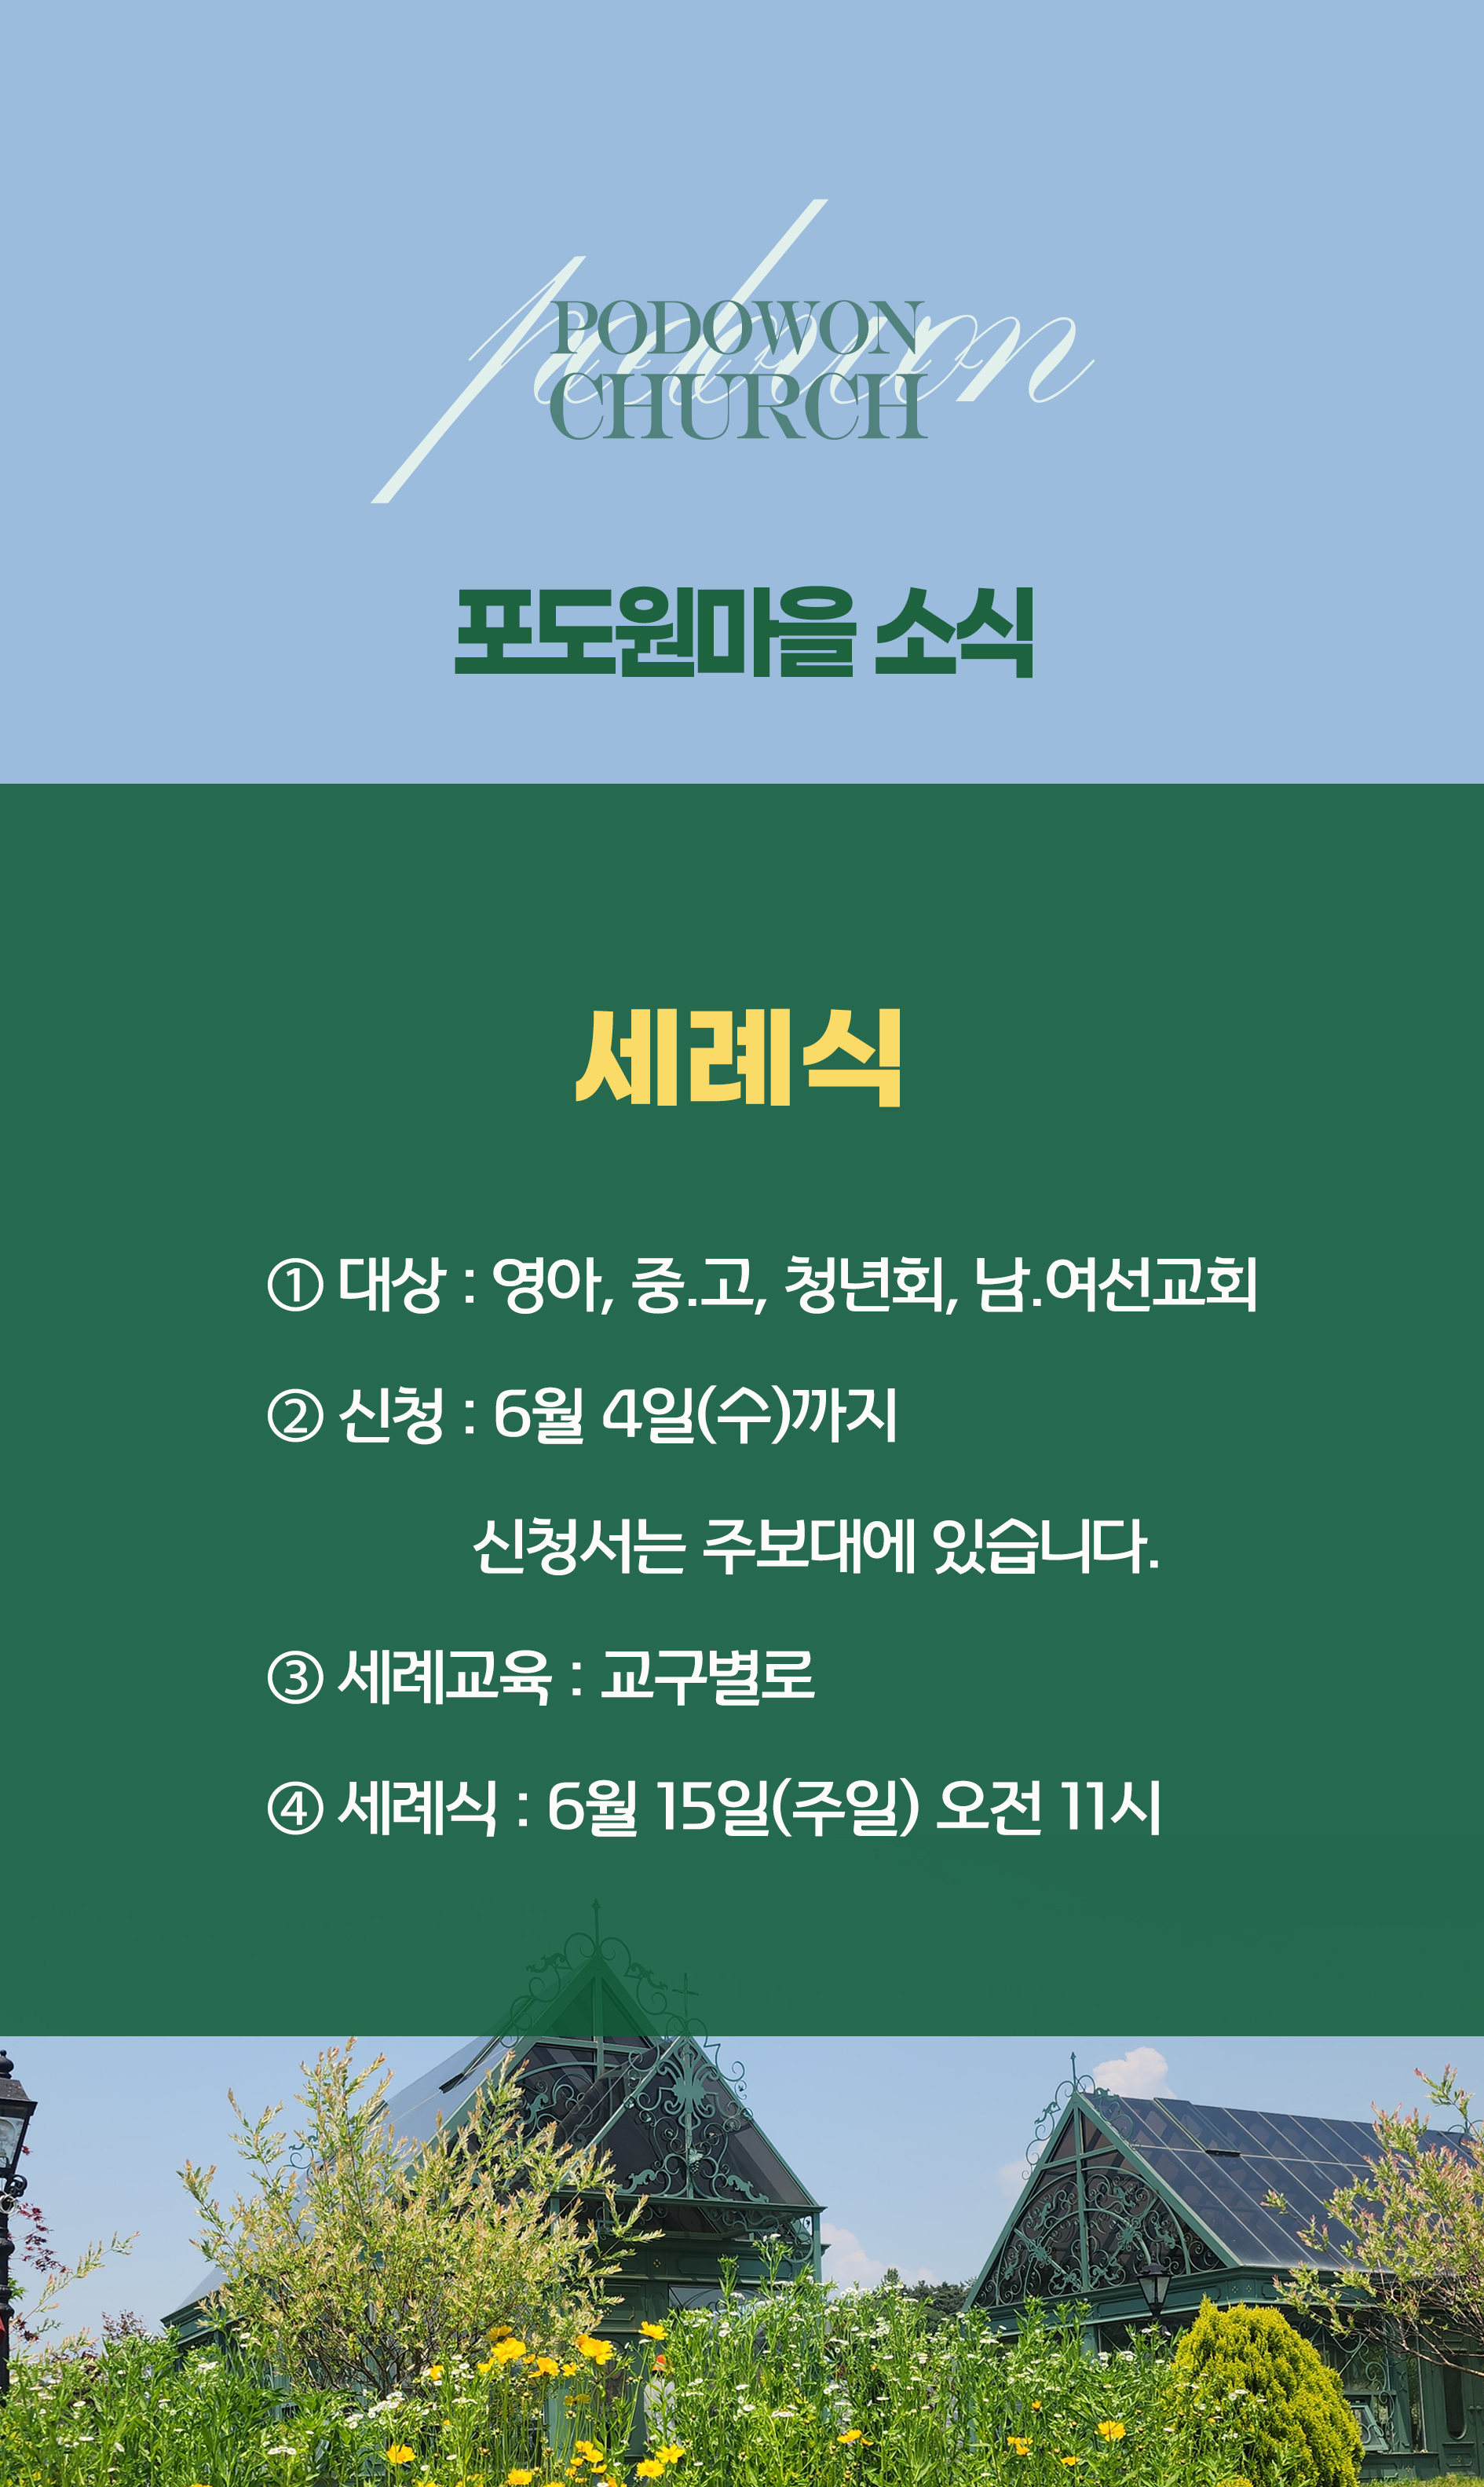 podowon
PODOWON
CHURCH
포도원마을 소식
세례식
① 대상 : 영아, 중.고, 청년회, 남.여선교회
② 신청 : 6월 4일(수)까지
신청서는 주보대에 있습니다.
③ 세례교육 : 교구별로
④ 세례식 : 6월 15일(주일) 오전 11시